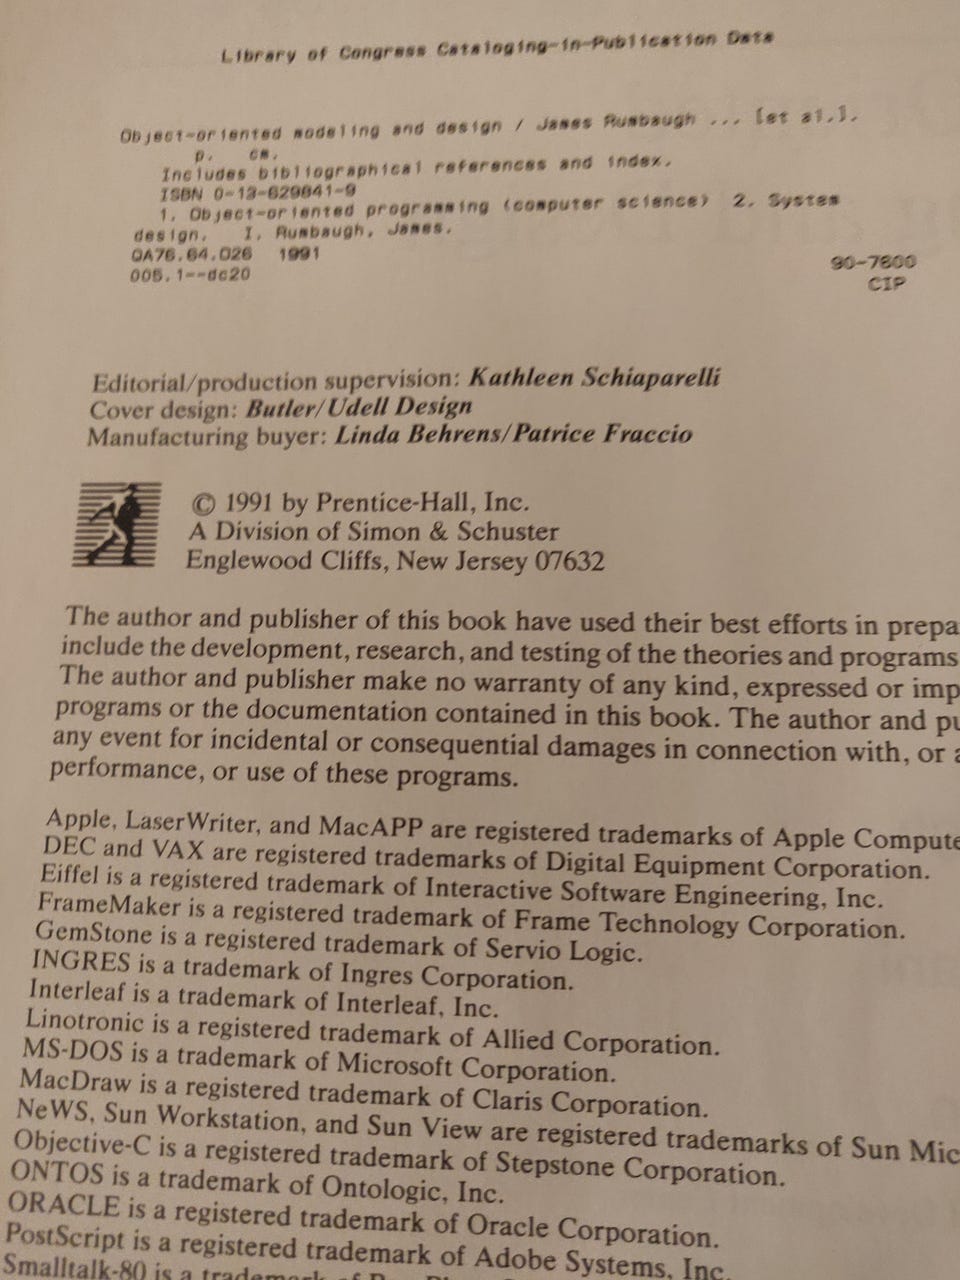 Library of Congress Cataloging-in-Publication Data
Object-oriented modeling and design / James Rumbaugh ... [et al.].
p. cm.
Includes bibliographical references and index.
ISBN 0-13-629841-9
1. Object-oriented programming (computer science) 2. System
design. I. Rumbaugh, James.
QA76.64.O26 1991
005.1--dc20
90-7800
CIP
Editorial/production supervision: Kathleen Schiaparelli
Cover design: Butler/Udell Design
Manufacturing buyer: Linda Behrens/Patrice Fraccio
© 1991 by Prentice-Hall, Inc.
A Division of Simon & Schuster
Englewood Cliffs, New Jersey 07632
The author and publisher of this book have used their best efforts in prepa
include the development, research, and testing of the theories and programs
The author and publisher make no warranty of any kind, expressed or imp
programs or the documentation contained in this book. The author and pu
any event for incidental or consequential damages in connection with, or a
performance, or use of these programs.
Apple, LaserWriter, and MacAPP are registered trademarks of Apple Compute
DEC and VAX are registered trademarks of Digital Equipment Corporation.
Eiffel is a registered trademark of Interactive Software Engineering, Inc.
FrameMaker is a registered trademark of Frame Technology Corporation.
GemStone is a registered trademark of Servio Logic.
INGRES is a trademark of Ingres Corporation.
Interleaf is a trademark of Interleaf, Inc.
Linotronic is a registered trademark of Allied Corporation.
MS-DOS is a trademark of Microsoft Corporation.
MacDraw is a registered trademark of Claris Corporation.
NeWS, Sun Workstation, and Sun View are registered trademarks of Sun Mic
Objective-C is a registered trademark of Stepstone Corporation.
ONTOS is a trademark of Ontologic, Inc.
ORACLE is a registered trademark of Oracle Corporation.
PostScript is a registered trademark of Adobe Systems, Inc.
Smalltalk-80 is a trademark of